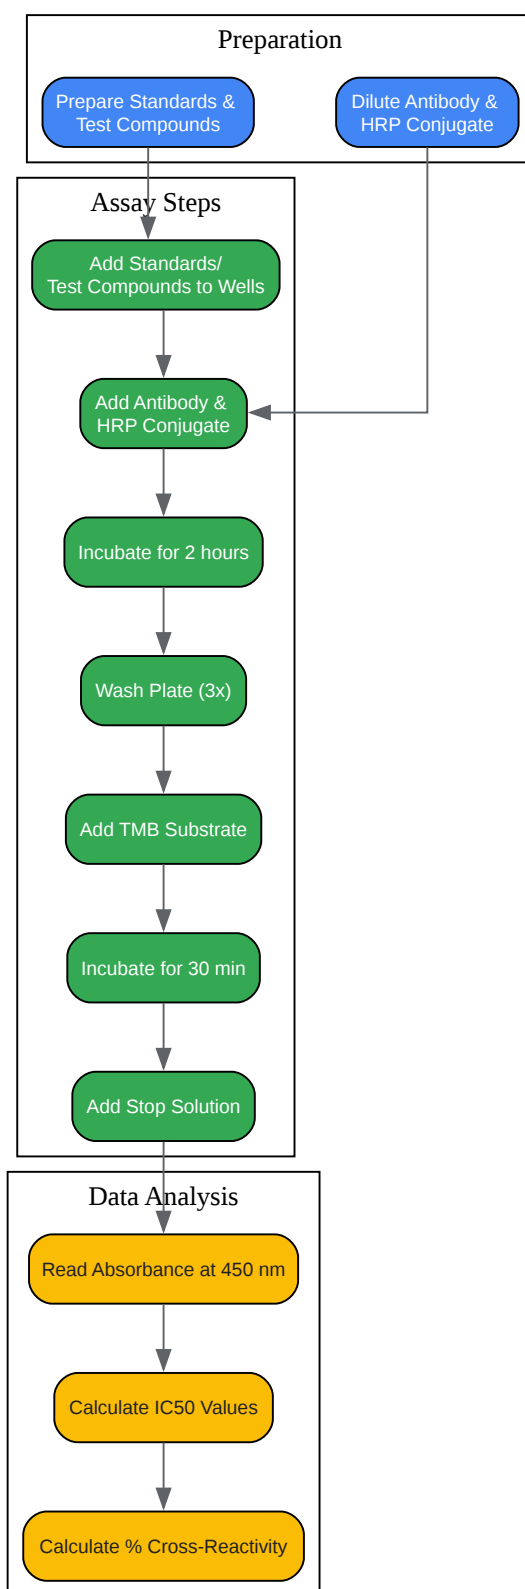 Preparation
Prepare Standards &
Test Compounds
Dilute Antibody &
HRP Conjugate
Assay Steps
Add Standards/
Test Compounds to Wells
Add Antibody &
HRP Conjugate
Incubate for 2 hours
Wash Plate (3x)
Add TMB Substrate
Incubate for 30 min
Add Stop Solution
Data Analysis
Read Absorbance at 450 nm
Calculate IC50 Values
Calculate % Cross-Reactivity